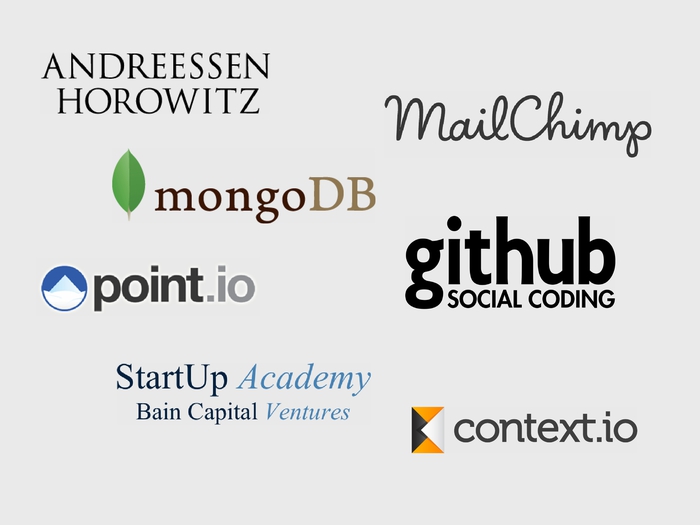 ANDREESSEN
HOROWITZ
MailChimp
mongoDB
github
SOCIAL CODING
point.io
StartUp Academy
Bain Capital Ventures
context.io